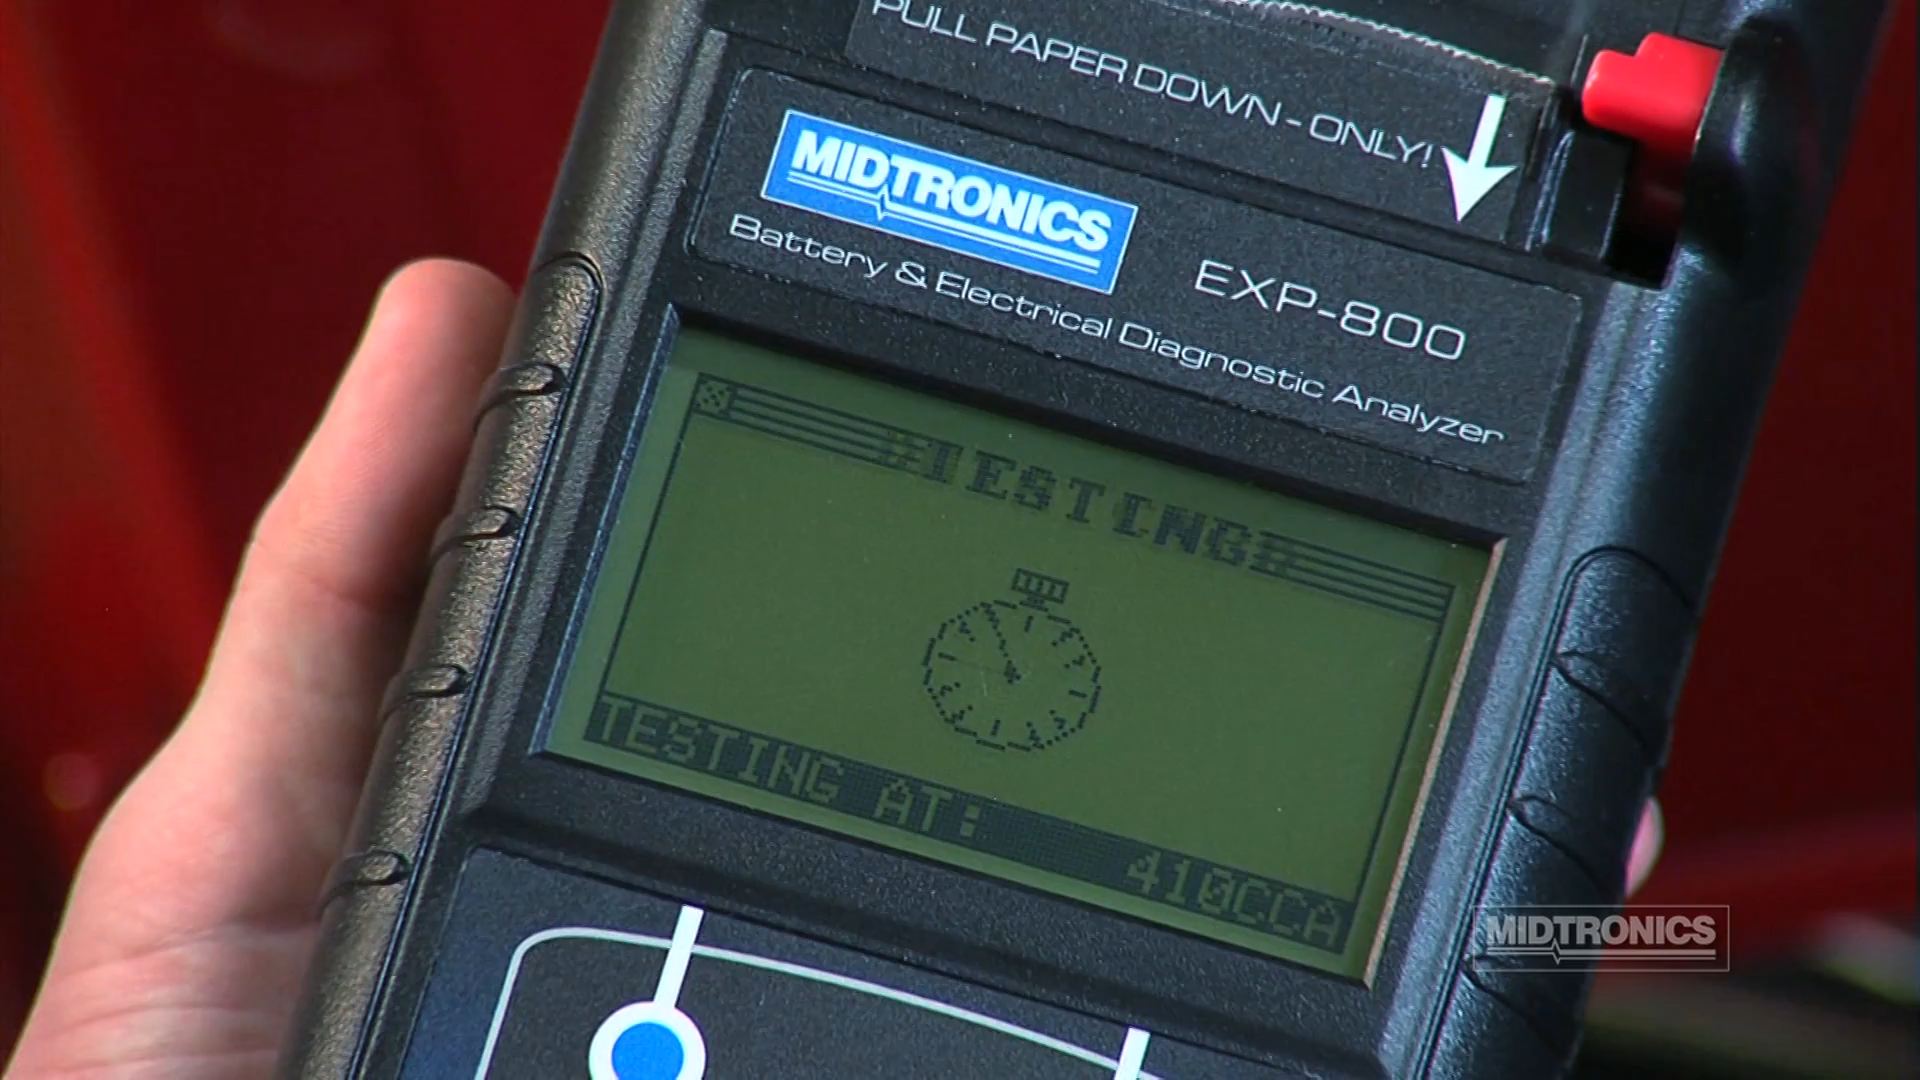 PULL PAPER DOWN - ONLY!
MIDTRONICS
EXP-800
Battery & Electrical Diagnostic Analyzer
TESTING
TESTING AT: 410CCA
MIDTRONICS